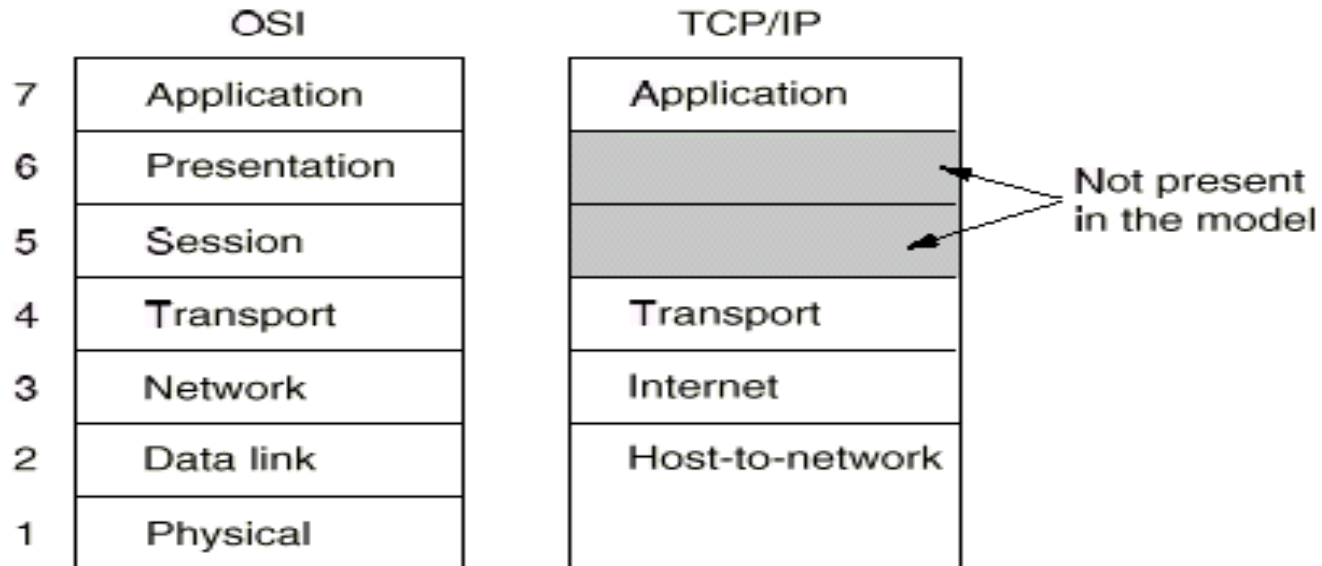 OSI TCP/IP
7 Application Application
6 Presentation
Not present
in the model
5 Session
4 Transport Transport
3 Network Internet
2 Data link Host-to-network
1 Physical